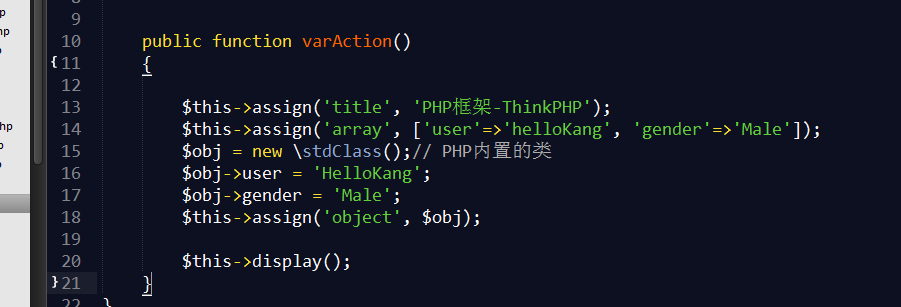 p
hp
9
10 public function varAction()
11 {
12
13 $this->assign('title', 'PHP框架-ThinkPHP');
14 $this->assign('array', ['user'=>'helloKang', 'gender'=>'Male']);
15 $obj = new \stdClass();// PHP内置的类
16 $obj->user = 'HelloKang';
17 $obj->gender = 'Male';
18 $this->assign('object', $obj);
19
20 $this->display();
21 }
22 }
hp